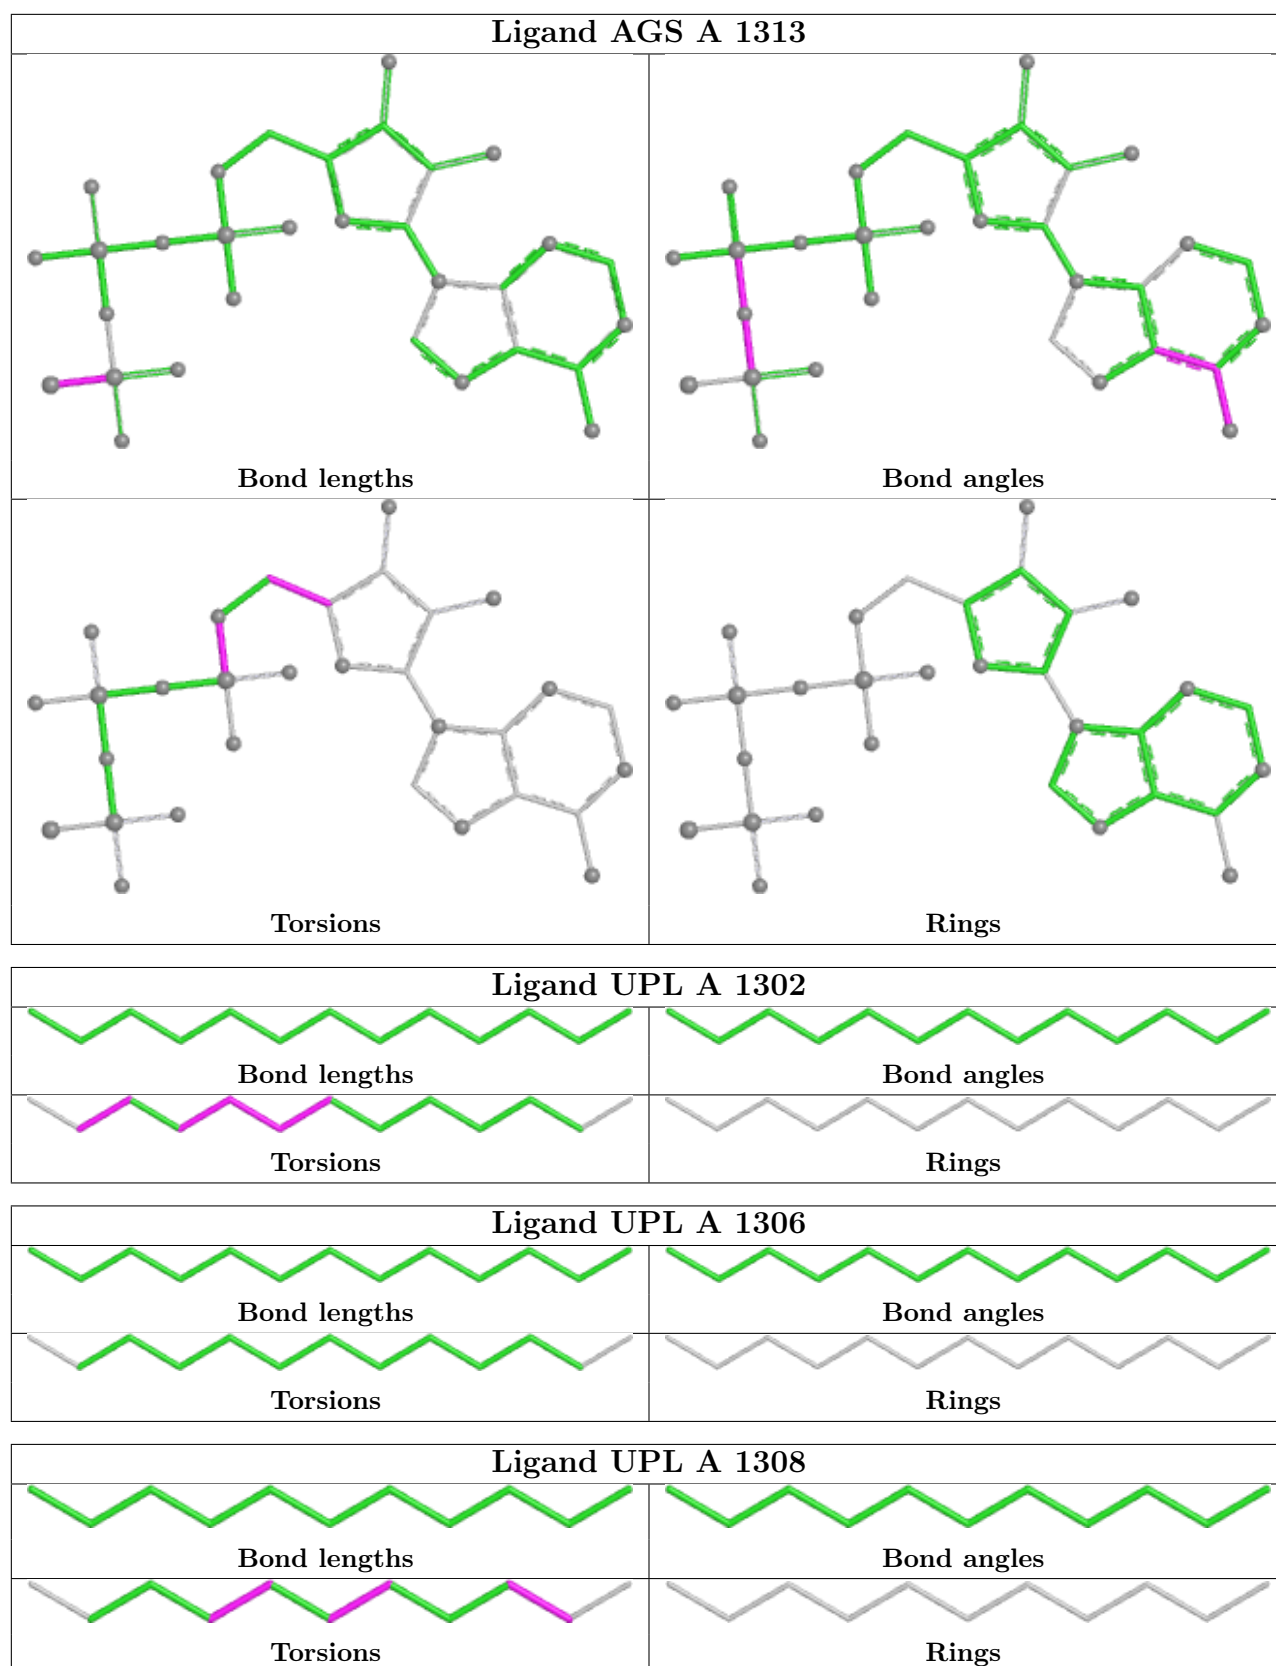 Ligand AGS A 1313
Bond lengths
Bond angles
Torsions
Rings
Ligand UPL A 1302
Bond lengths
Bond angles
Torsions
Rings
Ligand UPL A 1306
Bond lengths
Bond angles
Torsions
Rings
Ligand UPL A 1308
Bond lengths
Bond angles
Torsions
Rings